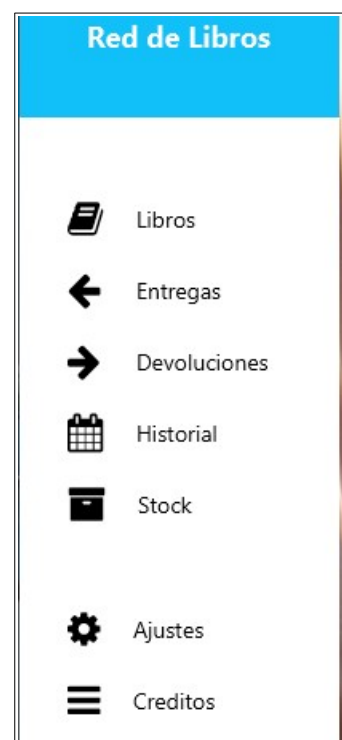 Red de Libros
Libros
Entregas
Devoluciones
Historial
Stock
Ajustes
Creditos